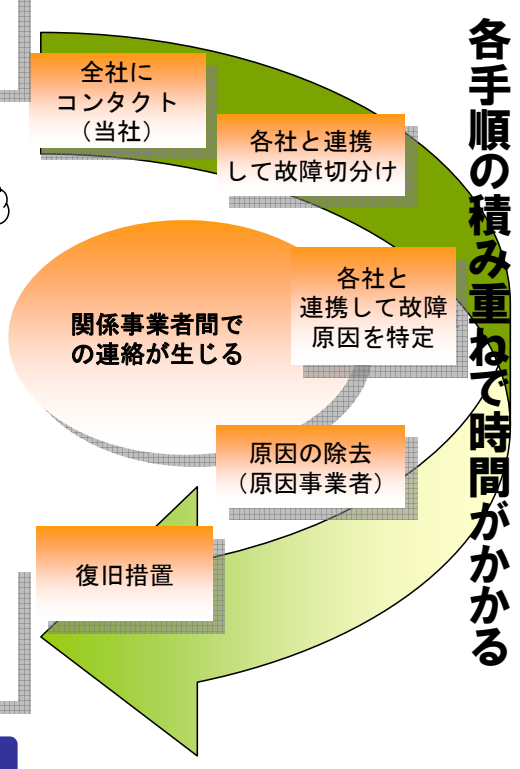 各手順の積み重ねで時間がかかる
全社に
コンタクト
（当社）
各社と連携
して故障切分け
各社と
連携して故障
原因を特定
関係事業者間で
の連絡が生じる
原因の除去
（原因事業者）
復旧措置